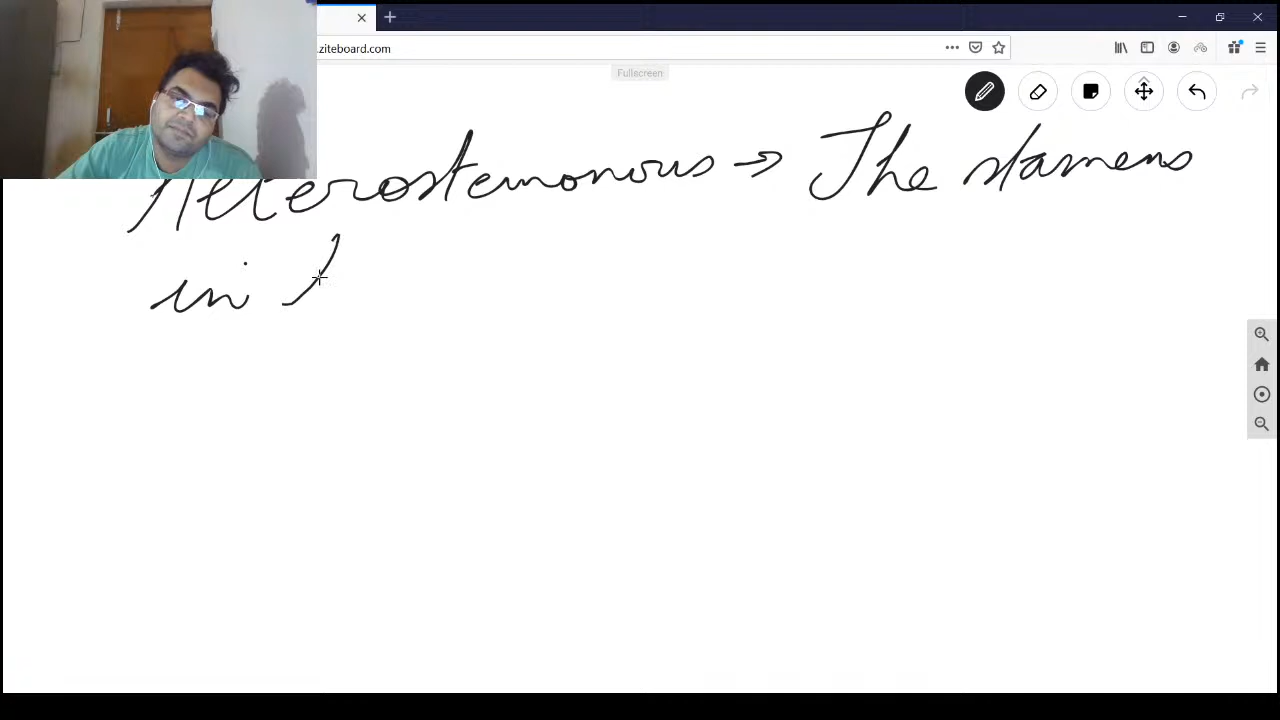 .ziteboard.com
Fullscreen
Heterostemonous → The stamens
in